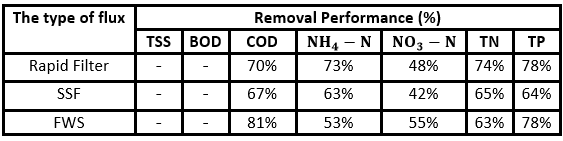 The type of flux Removal Performance (%)
TSS BOD COD NH₄ − N NO₃ − N TN TP
Rapid Filter - - 70% 73% 48% 74% 78%
SSF - - 67% 63% 42% 65% 64%
FWS - - 81% 53% 55% 63% 78%